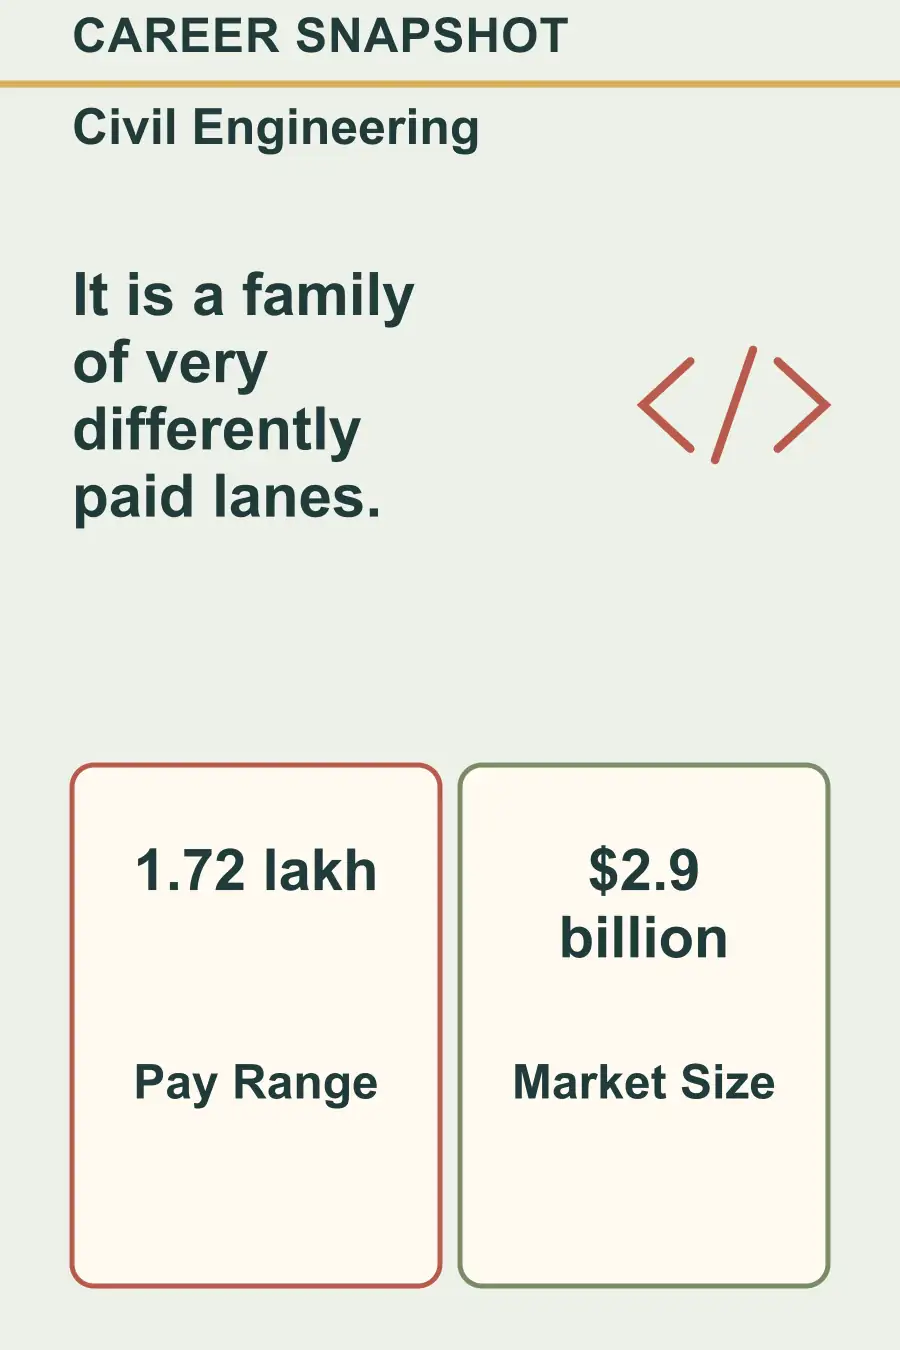 CAREER SNAPSHOT
Civil Engineering
It is a family
of very
differently
paid lanes.
</>
1.72 lakh
Pay Range
$2.9
billion
Market Size